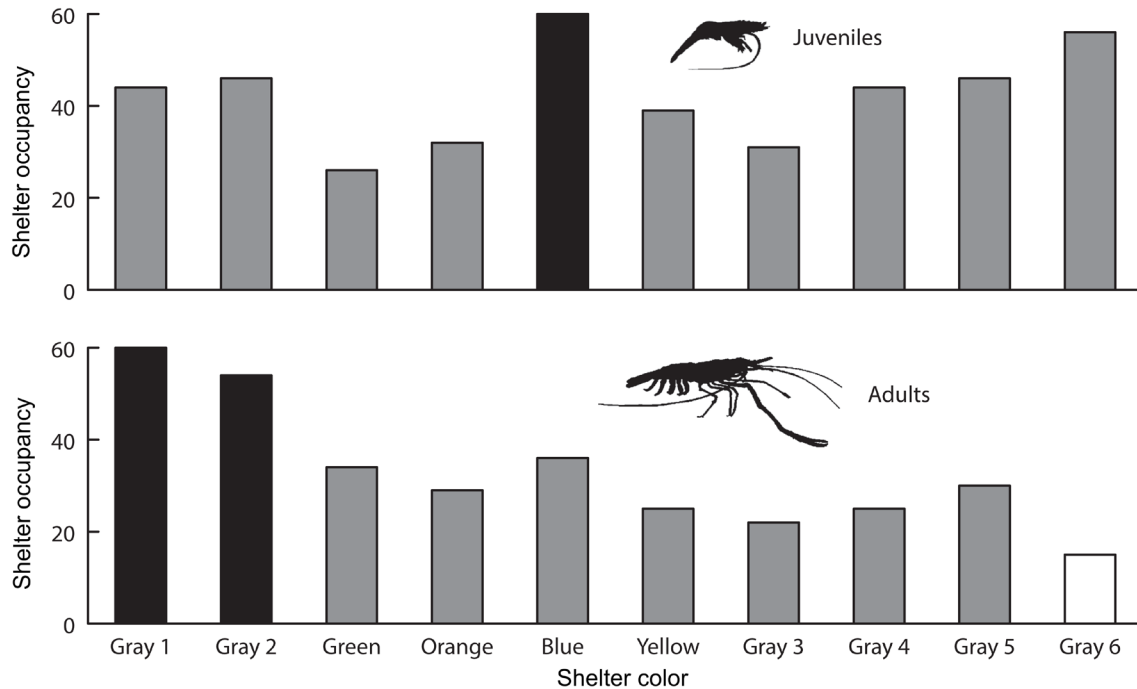 60
40
20
0
Shelter occupancy
Juveniles
60
40
20
0
Shelter occupancy
Adults
Gray 1 Gray 2 Green Orange Blue Yellow Gray 3 Gray 4 Gray 5 Gray 6
Shelter color